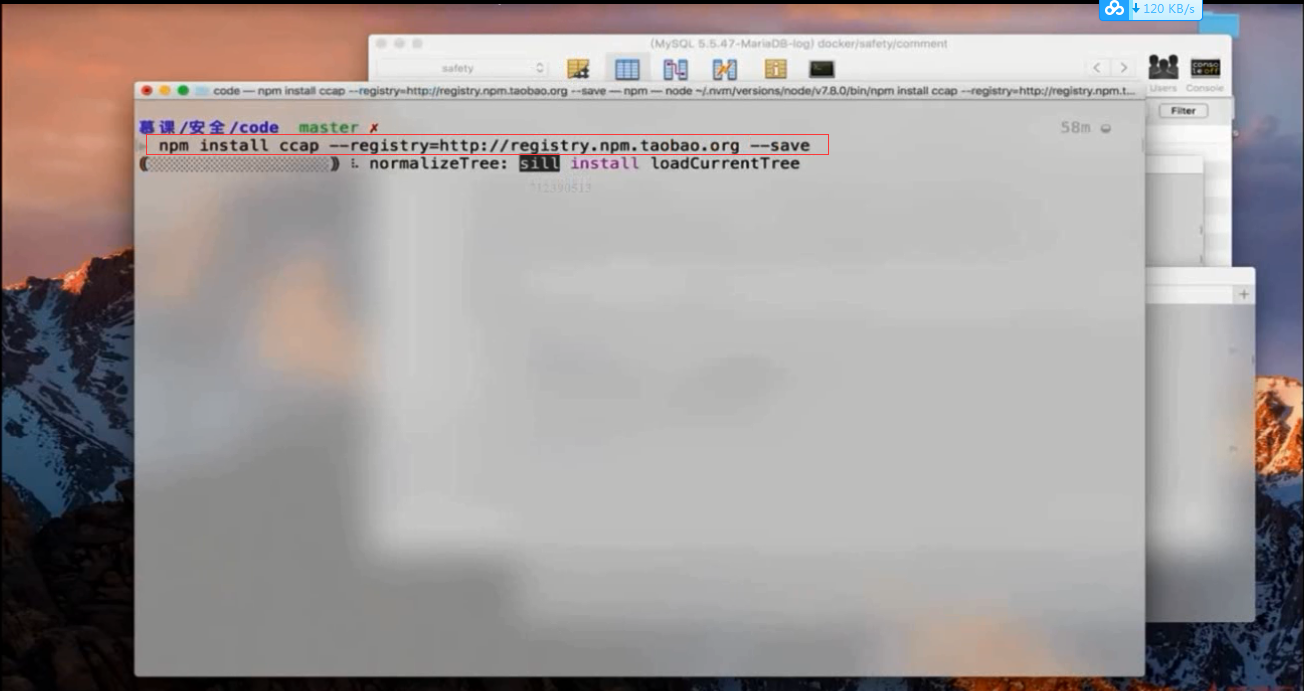 120 KB/s
(MySQL 5.5.47-MariaDB-log) docker/safety/comment
safety
Users
Console
conso
le off
Filter
code — npm install ccap --registry=http://registry.npm.taobao.org --save — npm — node ~/.nvm/versions/node/v7.8.0/bin/npm install ccap --registry=http://registry.npm.t...
慕课/安全/code master ✗
58m
npm install ccap --registry=http://registry.npm.taobao.org --save
normalizeTree: sill install loadCurrentTree